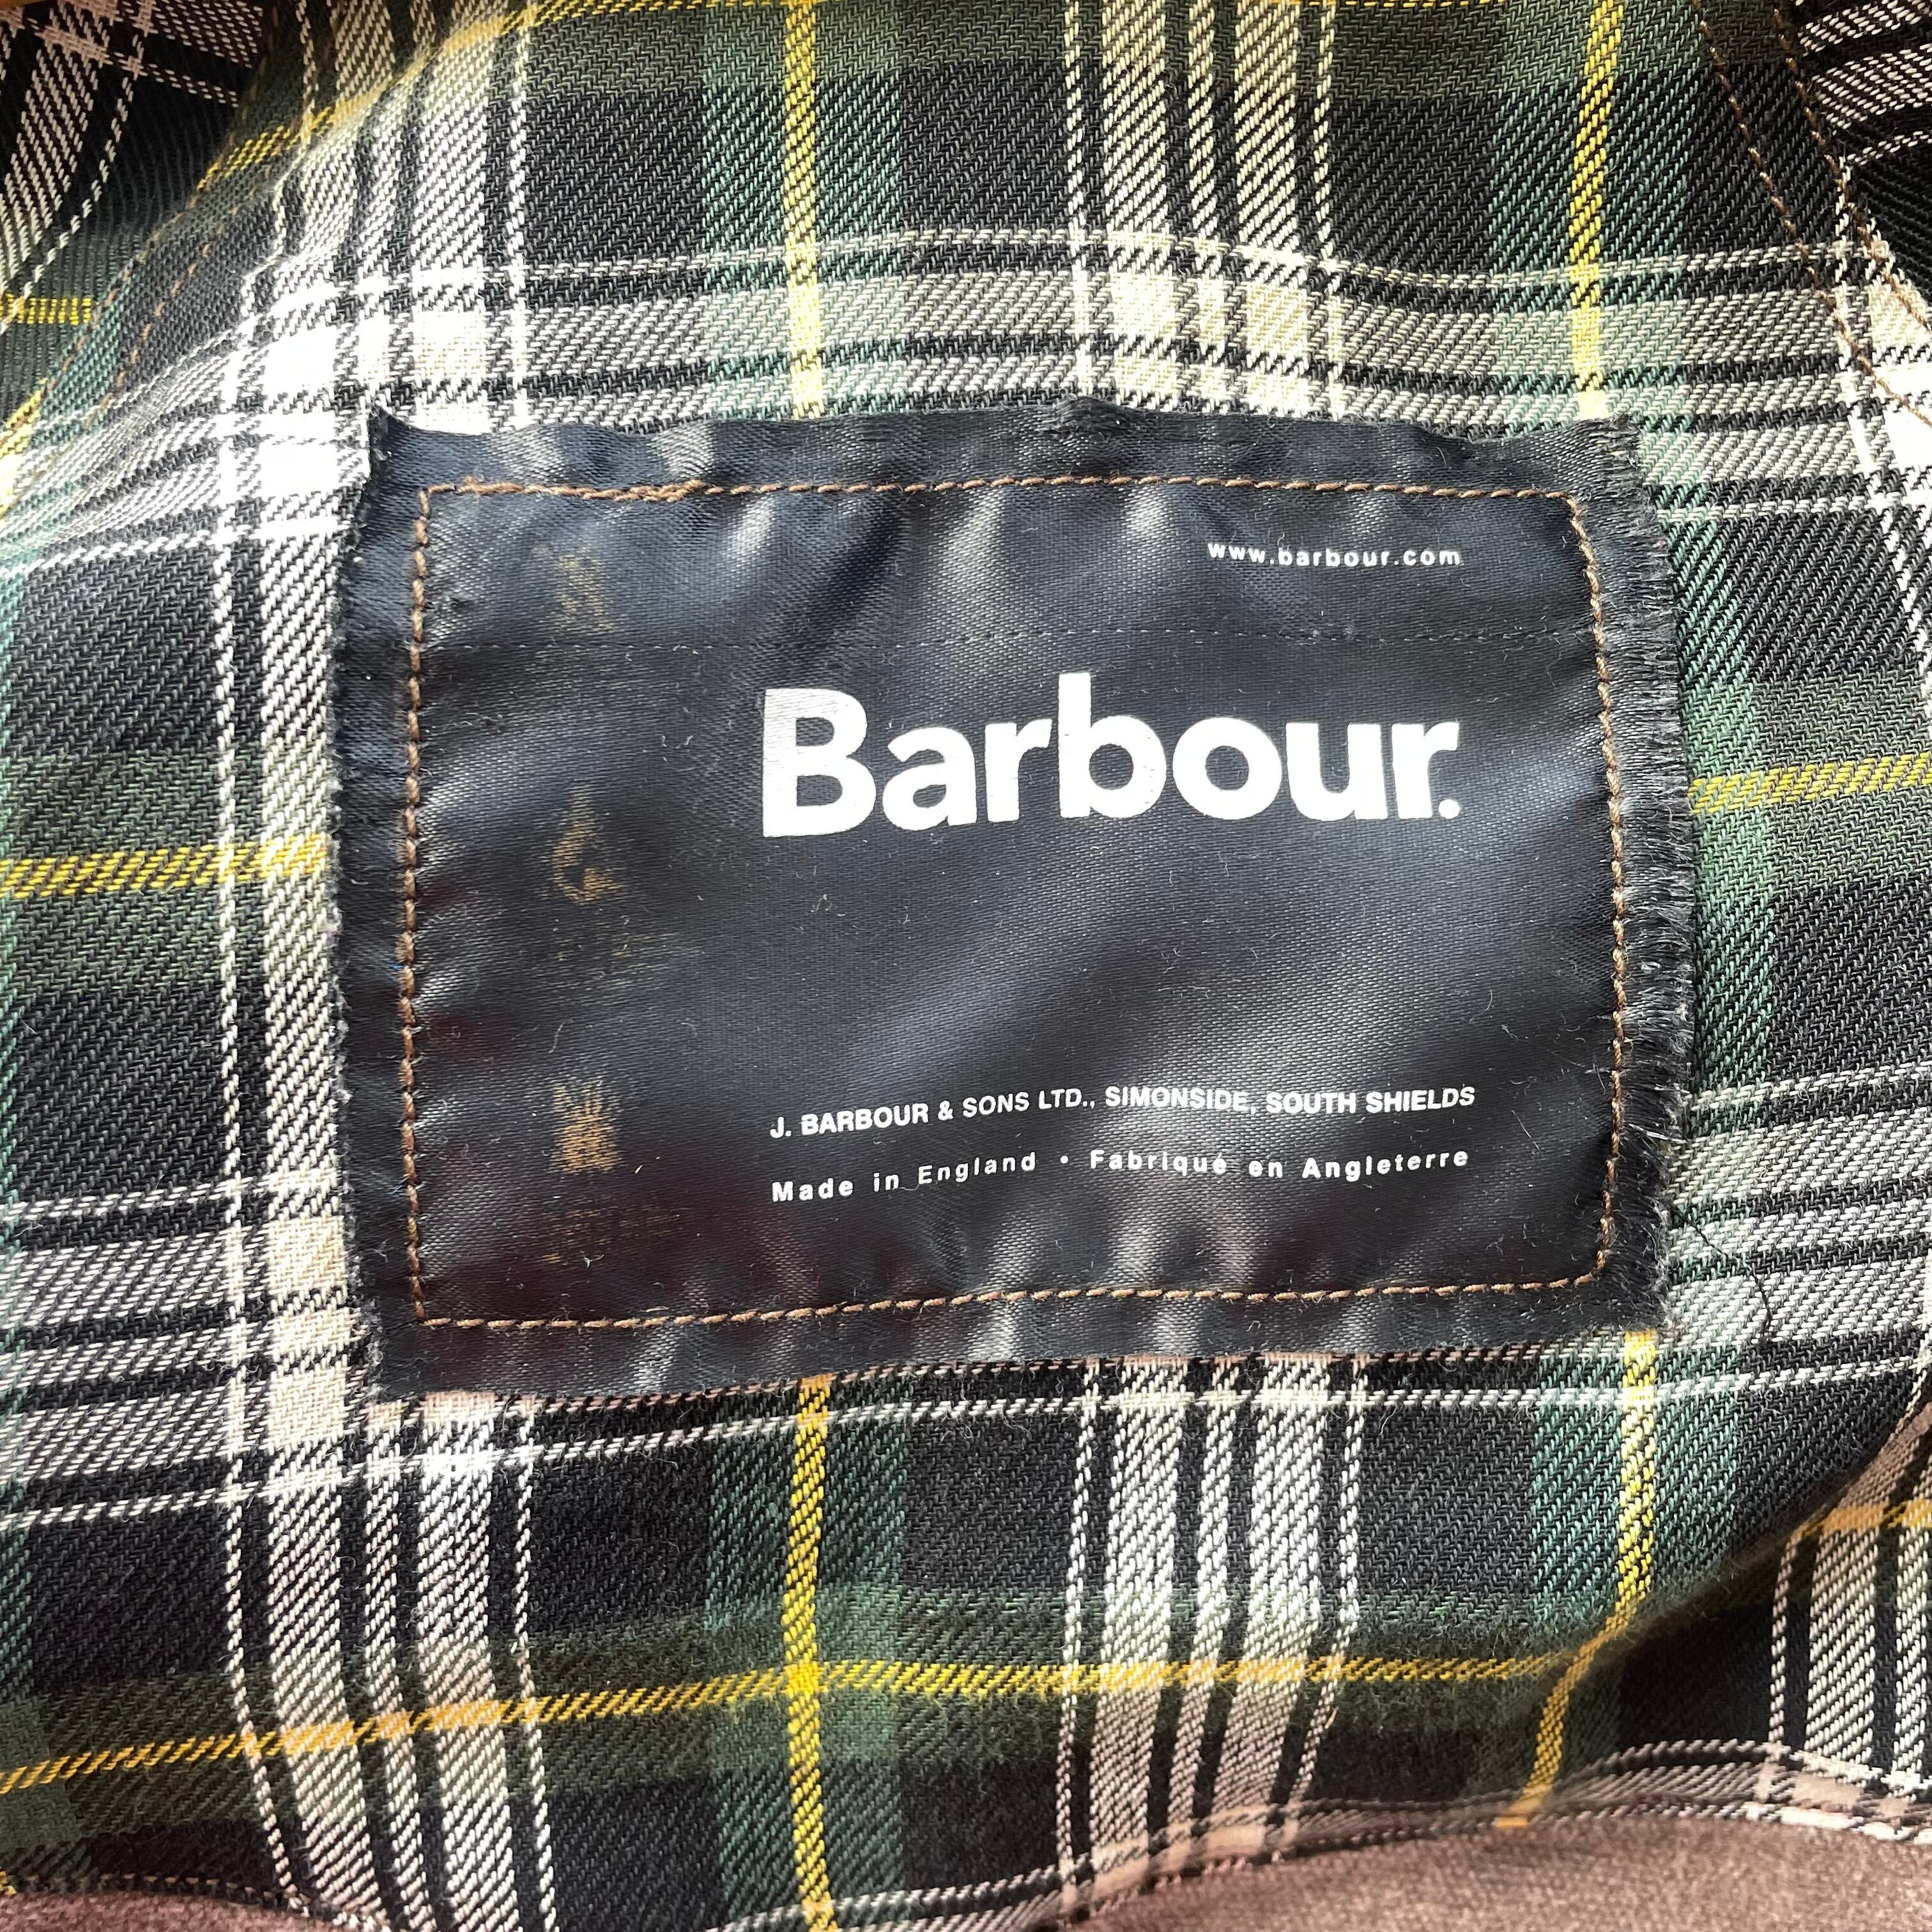 www.barbour.com
Barbour.
J. BARBOUR & SONS LTD., SIMONSIDE, SOUTH SHIELDS
Made in England • Fabriqué en Angleterre